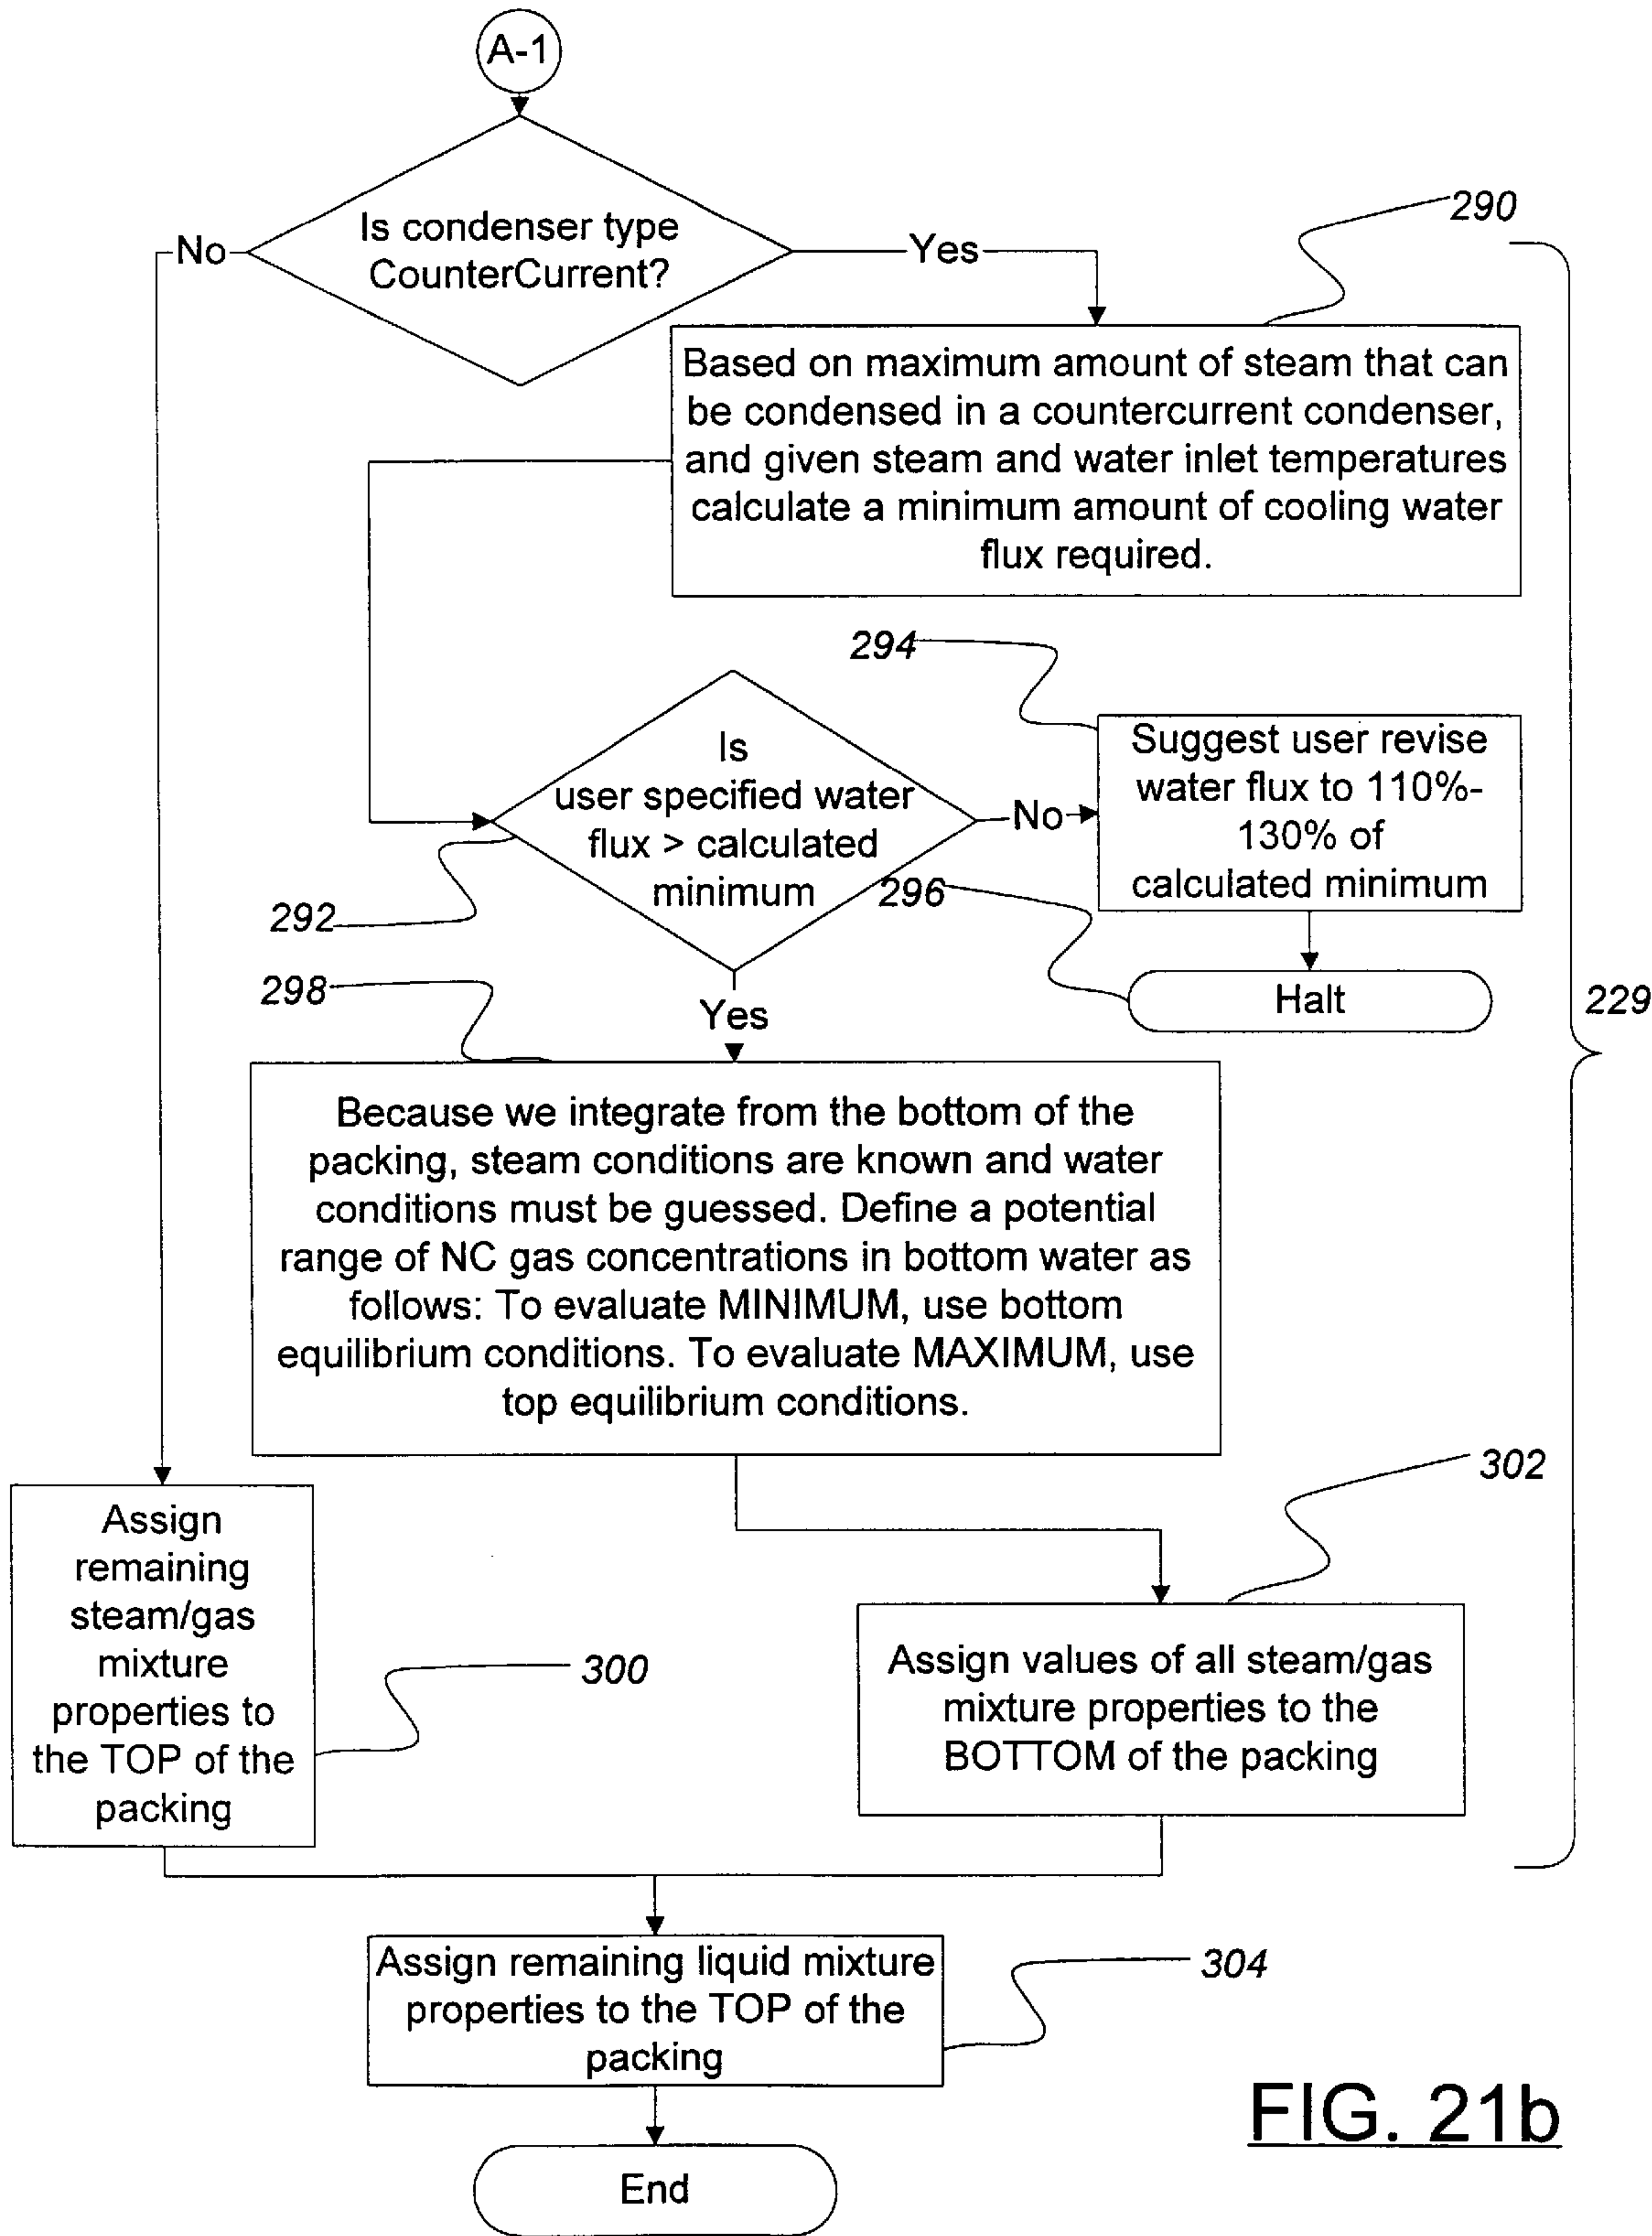 A-1
Is condenser type
CounterCurrent?
No
Yes
290
Based on maximum amount of steam that can
be condensed in a countercurrent condenser,
and given steam and water inlet temperatures
calculate a minimum amount of cooling water
flux required.
294
Is
user specified water
flux > calculated
minimum
No
Suggest user revise
water flux to 110%-
130% of
calculated minimum
292
296
Halt
229
298
Yes
Because we integrate from the bottom of the
packing, steam conditions are known and water
conditions must be guessed. Define a potential
range of NC gas concentrations in bottom water as
follows: To evaluate MINIMUM, use bottom
equilibrium conditions. To evaluate MAXIMUM, use
top equilibrium conditions.
302
Assign
remaining
steam/gas
mixture
properties to
the TOP of the
packing
300
Assign values of all steam/gas
mixture properties to the
BOTTOM of the packing
Assign remaining liquid mixture
properties to the TOP of the
packing
304
End
FIG. 21b